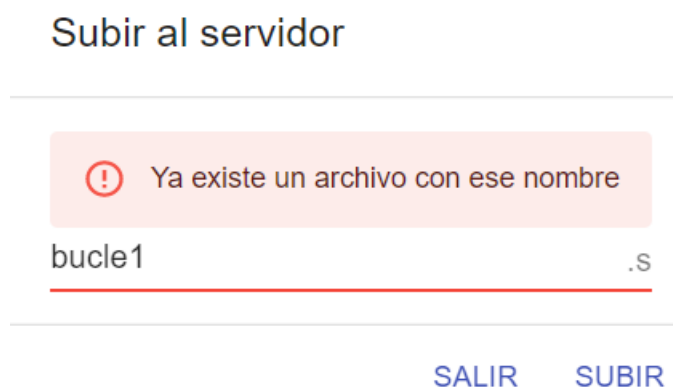 Subir al servidor
Ya existe un archivo con ese nombre
bucle1 .s
SALIR SUBIR